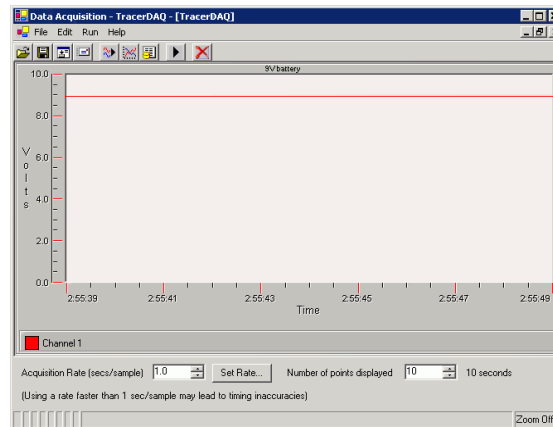 Data Acquisition - TracerDAQ - [TracerDAQ]
File Edit Run Help
9V battery
10.0
8.0
6.0
4.0
2.0
0.0
Volts
2:55:39 2:55:41 2:55:43 2:55:45 2:55:47 2:55:49
Time
Channel 1
Acquisition Rate (secs/sample) 1.0 Set Rate... Number of points displayed 10 10 seconds
(Using a rate faster than 1 sec/sample may lead to timing inaccuracies)
Zoom Off